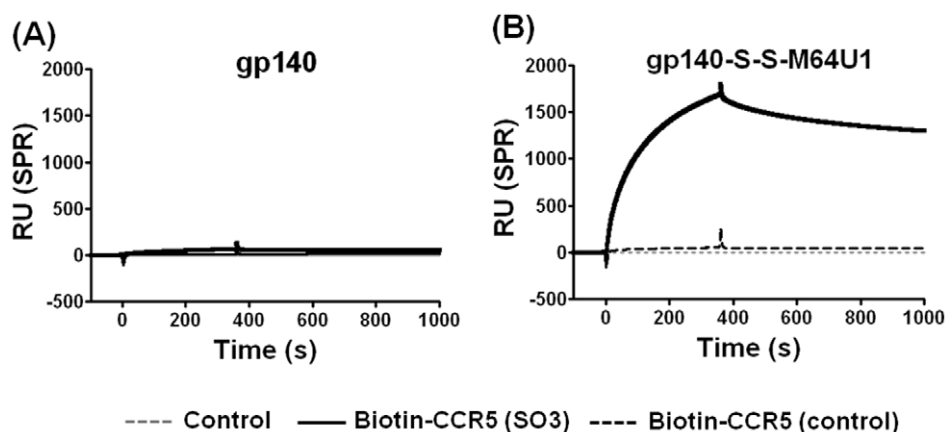 (A)
gp140
RU (SPR)
2000
1500
1000
500
0
-500
0 200 400 600 800 1000
Time (s)
(B)
gp140-S-S-M64U1
RU (SPR)
2000
1500
1000
500
0
-500
0 200 400 600 800 1000
Time (s)
Control Biotin-CCR5 (SO3) Biotin-CCR5 (control)